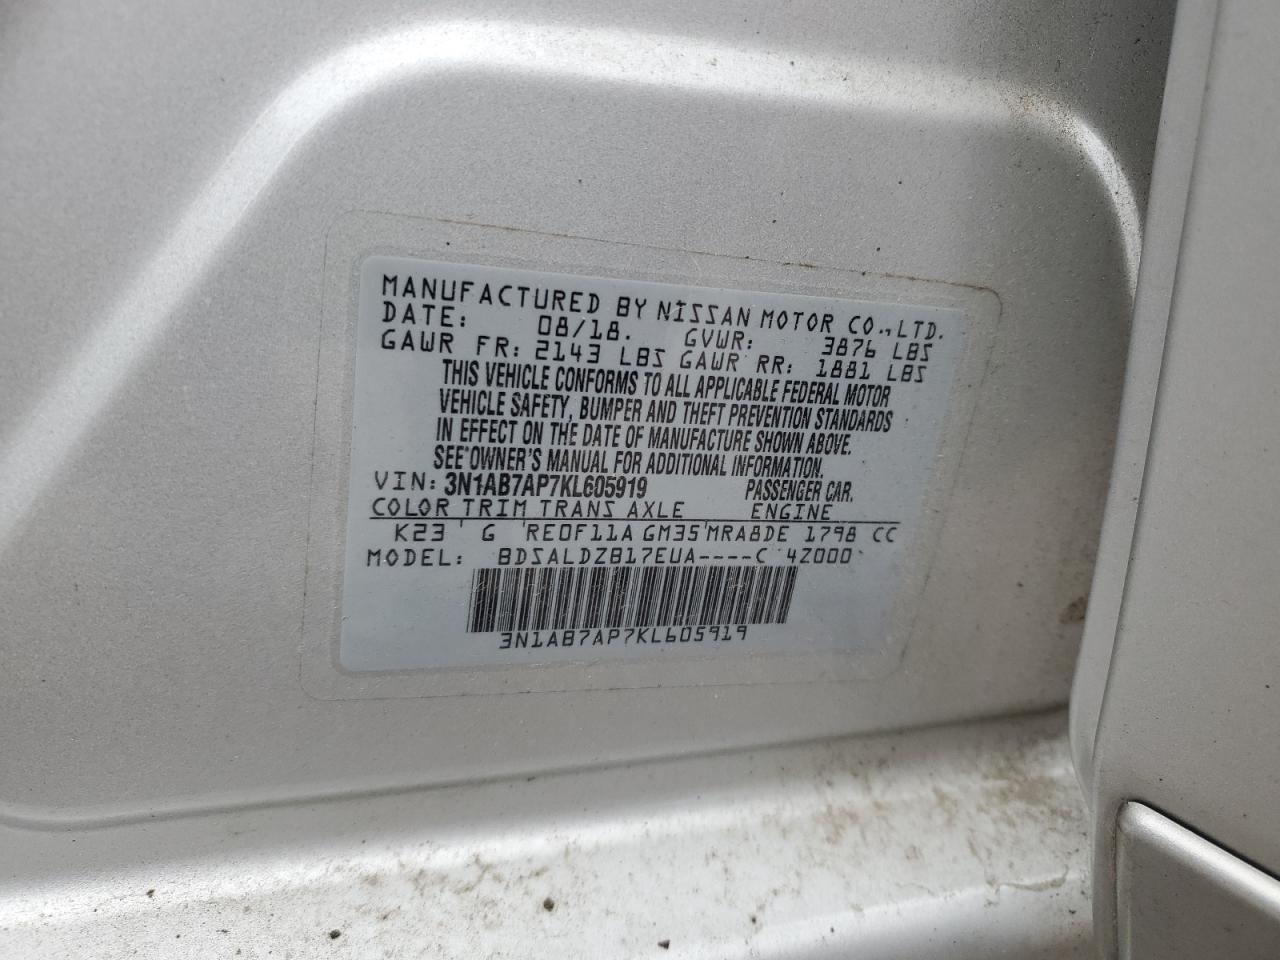 MANUFACTURED BY NISSAN MOTOR CO.,LTD.
DATE: 08/18. GVWR: 3876 LBS
GAWR FR: 2143 LBS GAWR RR: 1881 LBS
THIS VEHICLE CONFORMS TO ALL APPLICABLE FEDERAL MOTOR
VEHICLE SAFETY, BUMPER AND THEFT PREVENTION STANDARDS
IN EFFECT ON THE DATE OF MANUFACTURE SHOWN ABOVE.
SEE OWNER'S MANUAL FOR ADDITIONAL INFORMATION.
VIN: 3N1AB7AP7KL605919 PASSENGER CAR.
COLOR TRIM TRANS AXLE ENGINE
K23 G RE0F11A GM35 MRA8DE 1798 CC
MODEL: BDSALDZB17EUA----C 4Z000
3N1AB7AP7KL605919